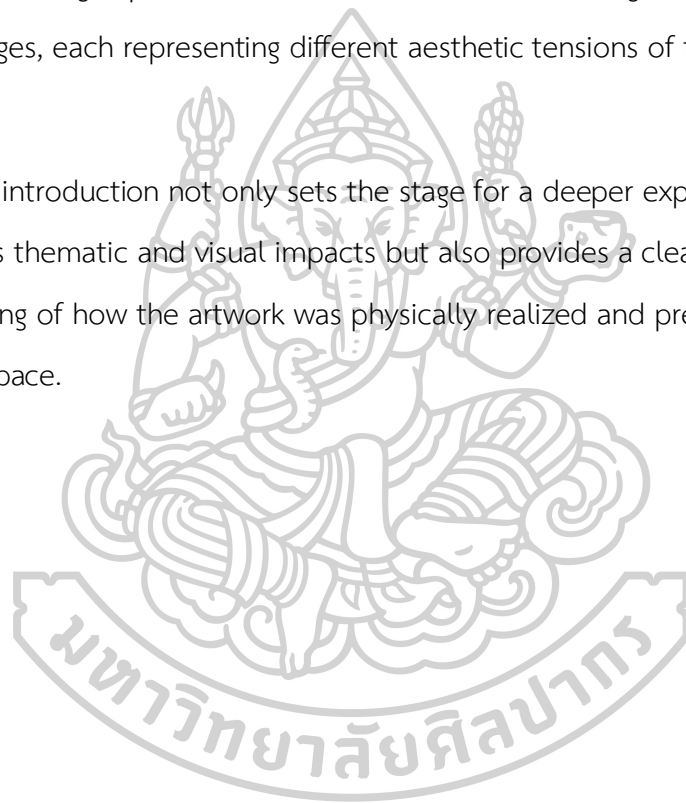 ges, each representing different aesthetic tensions of
introduction not only sets the stage for a deeper exp
s thematic and visual impacts but also provides a clea
ng of how the artwork was physically realized and pre
pace.
มหาวิทยาลัยศิลปากร